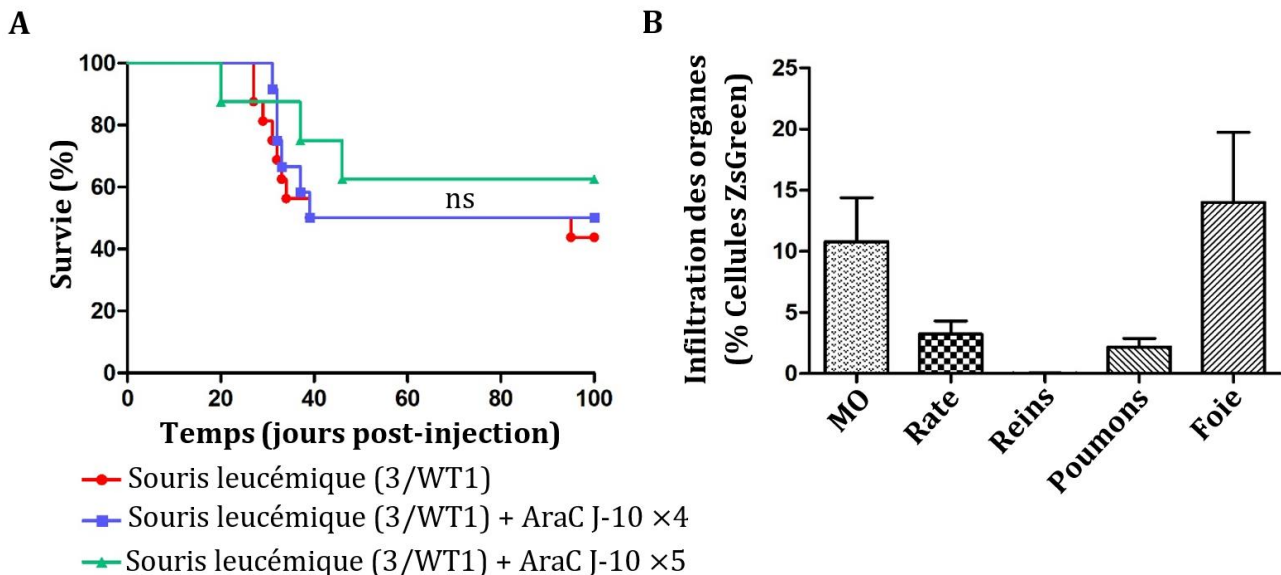 A
Survie (%)
100
80
60
40
20
0
ns
0 20 40 60 80 100
Temps (jours post-injection)
Souris leucémique (3/WT1)
Souris leucémique (3/WT1) + AraC J-10 ×4
Souris leucémique (3/WT1) + AraC J-10 ×5
B
Infiltration des organes
(% Cellules ZsGreen)
25
20
15
10
5
0
MO
Rate
Reins
Poumons
Foie